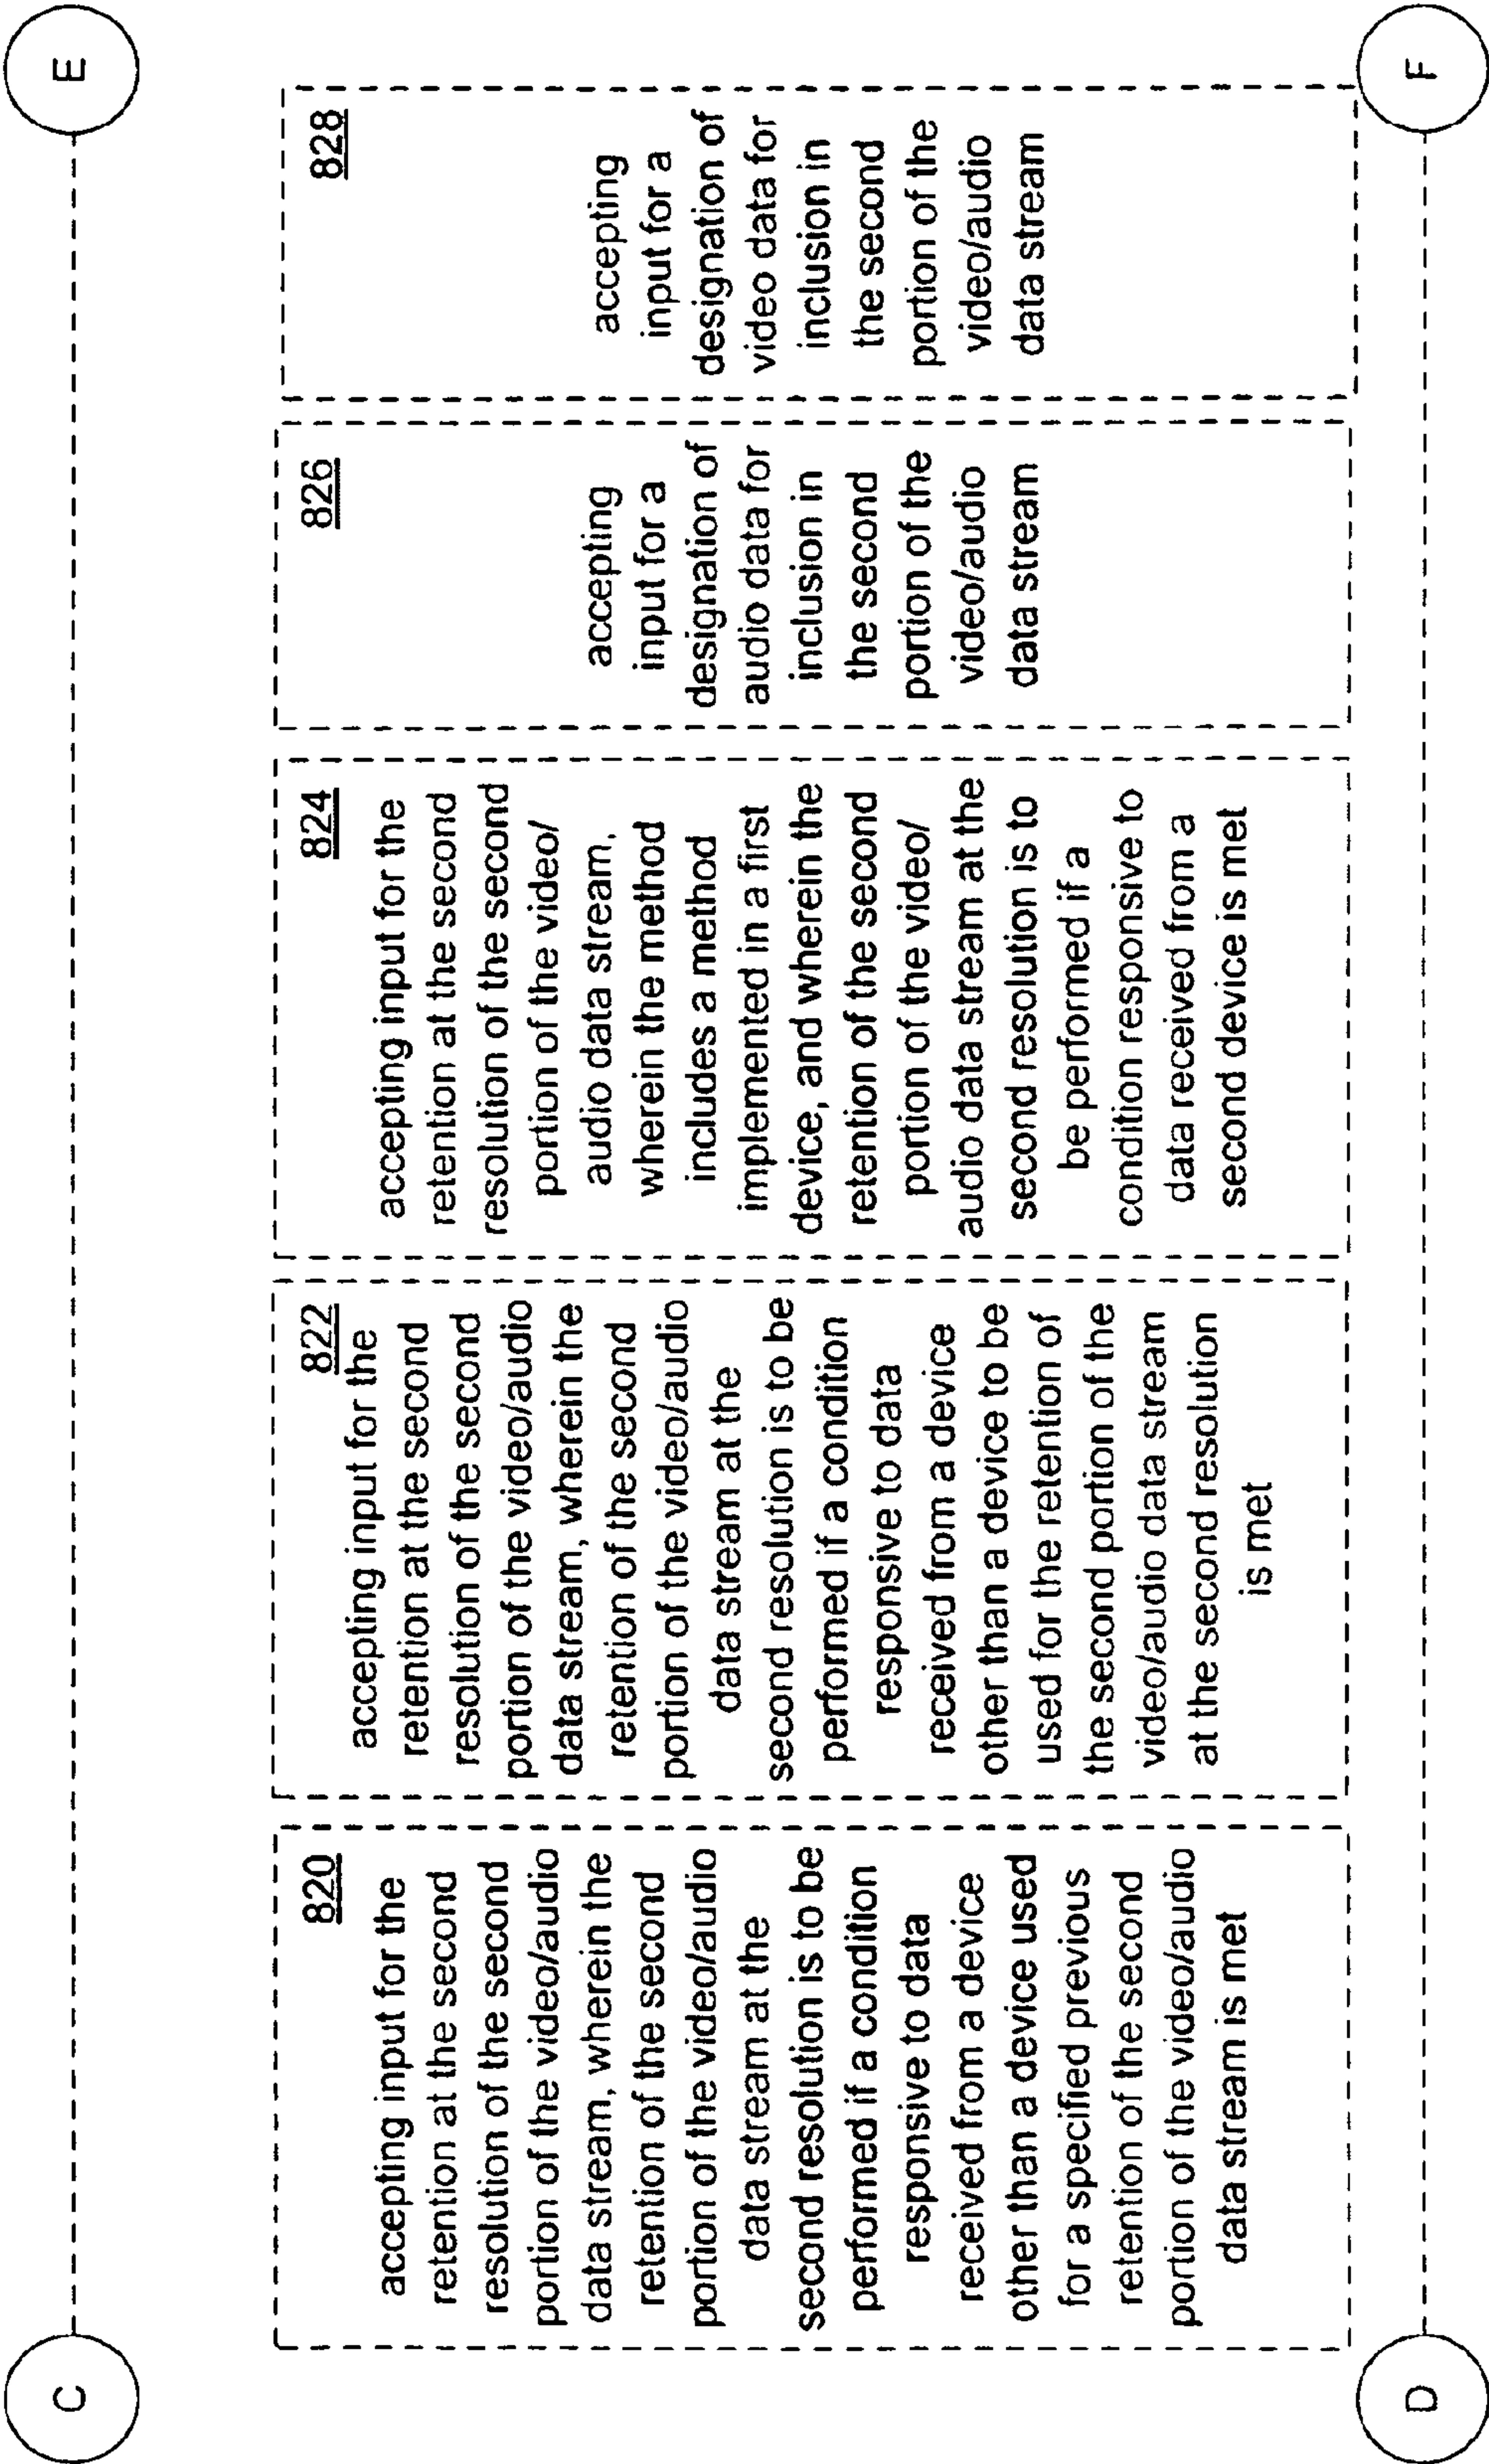 C
E
820
accepting input for the
retention at the second
resolution of the second
portion of the video/audio
data stream, wherein the
retention of the second
portion of the video/audio
data stream at the
second resolution is to be
performed if a condition
responsive to data
received from a device
other than a device used
for a specified previous
retention of the second
portion of the video/audio
data stream is met
822
accepting input for the
retention at the second
resolution of the second
portion of the video/audio
data stream, wherein the
retention of the second
portion of the video/audio
data stream at the
second resolution is to be
performed if a condition
responsive to data
received from a device
other than a device to be
used for the retention of
the second portion of the
video/audio data stream
at the second resolution
is met
824
accepting input for the
retention at the second
resolution of the second
portion of the video/
audio data stream,
wherein the method
includes a method
implemented in a first
device, and wherein the
retention of the second
portion of the video/
audio data stream at the
second resolution is to
be performed if a
condition responsive to
data received from a
second device is met
826
accepting
input for a
designation of
audio data for
inclusion in
the second
portion of the
video/audio
data stream
828
accepting
input for a
designation of
video data for
inclusion in
the second
portion of the
video/audio
data stream
D
F